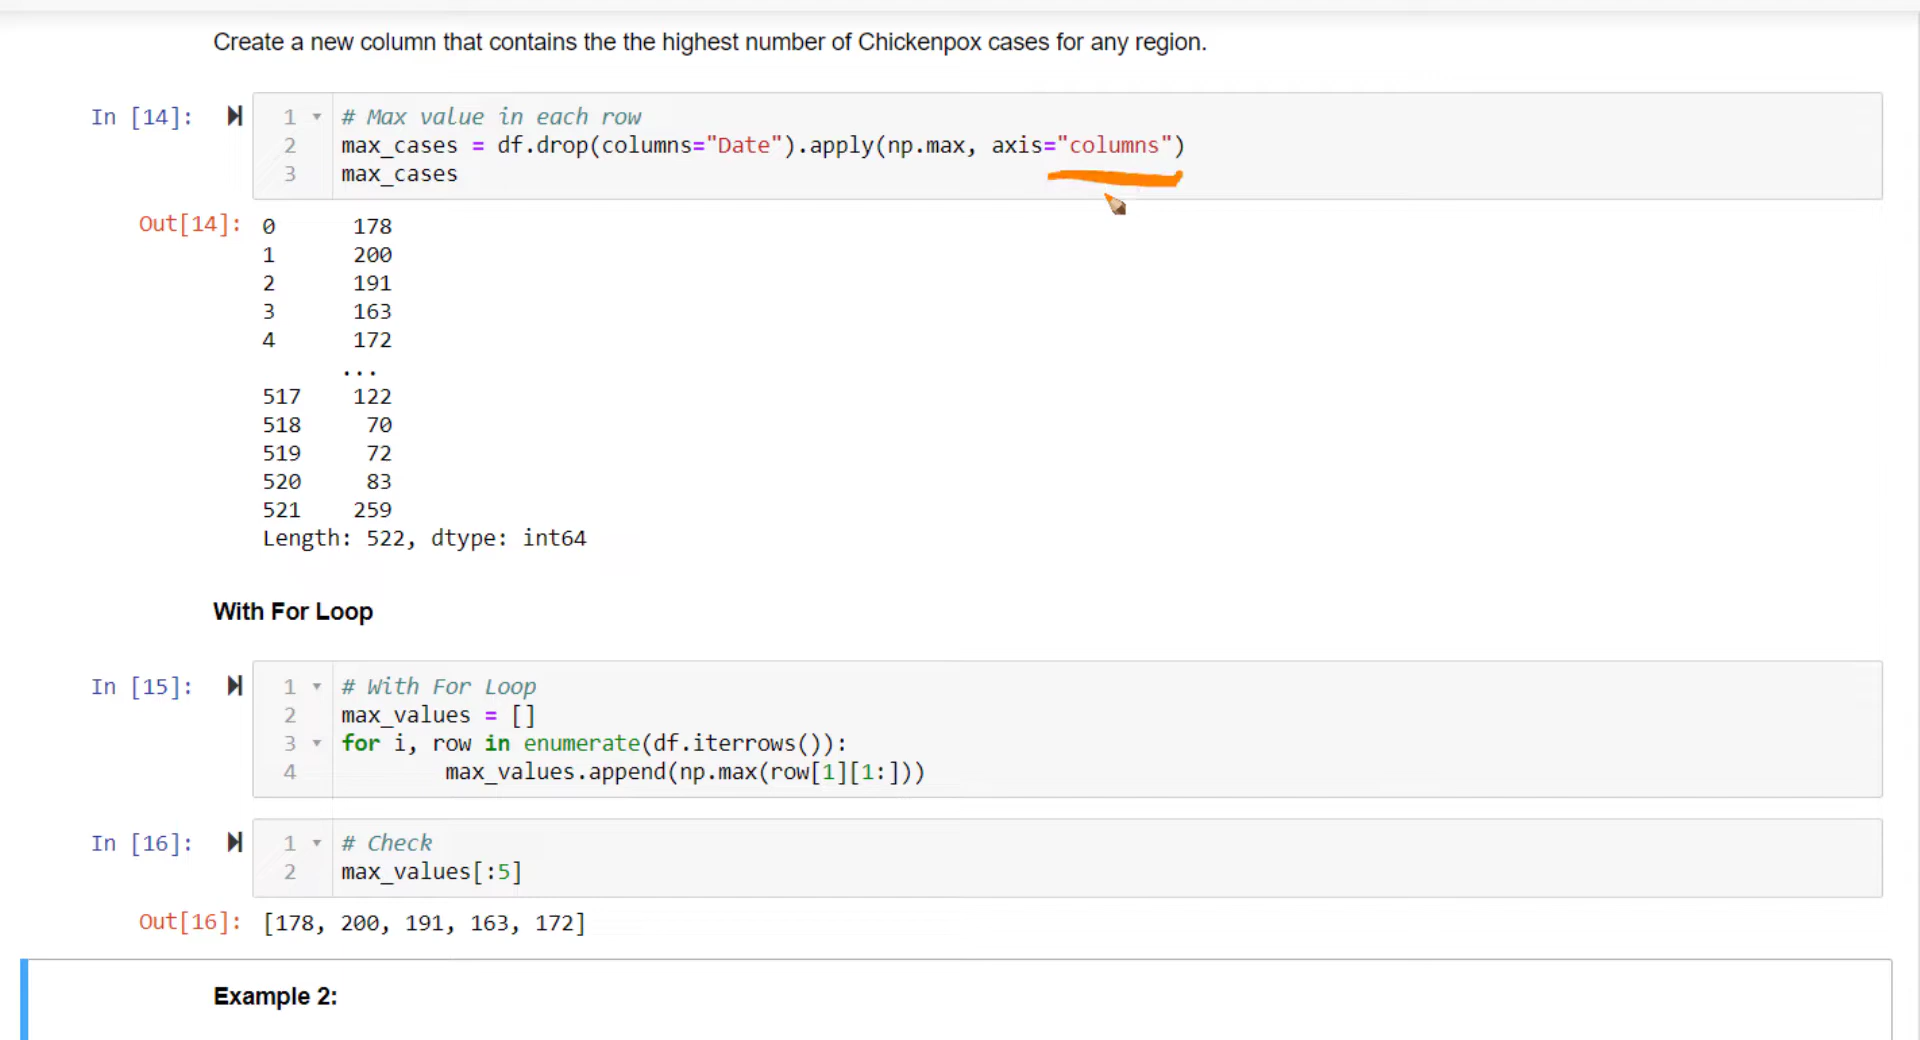 Create a new column that contains the the highest number of Chickenpox cases for any region.
In [14]:
1 # Max value in each row
2 max_cases = df.drop(columns="Date").apply(np.max, axis="columns")
3 max_cases
Out[14]:
0 178
1 200
2 191
3 163
4 172
...
517 122
518 70
519 72
520 83
521 259
Length: 522, dtype: int64
With For Loop
In [15]:
1 # With For Loop
2 max_values = []
3 for i, row in enumerate(df.iterrows()):
4 max_values.append(np.max(row[1][1:]))
In [16]:
1 # Check
2 max_values[:5]
Out[16]: [178, 200, 191, 163, 172]
Example 2: